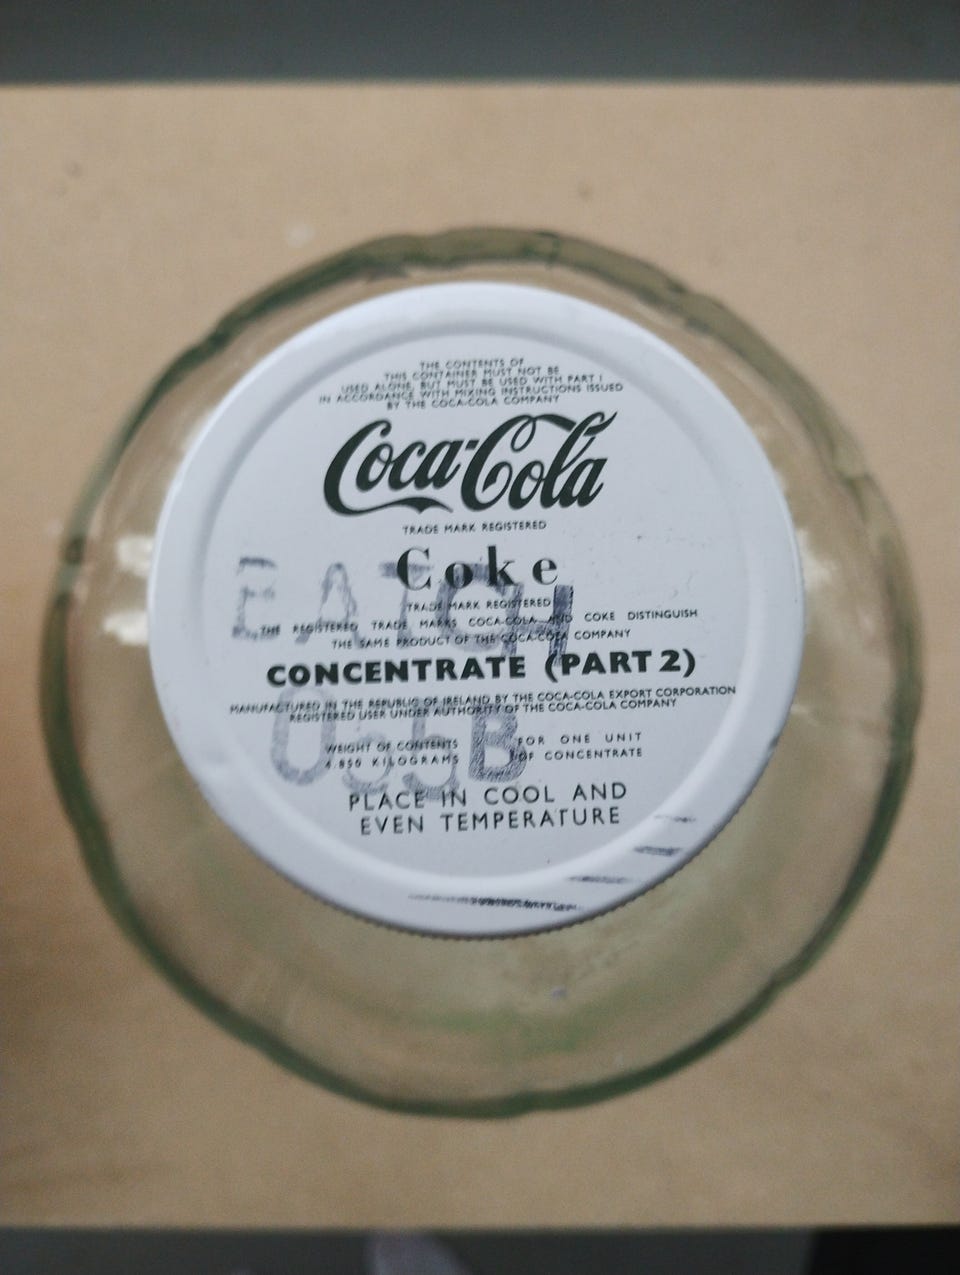 THE CONTENTS OF
THIS CONTAINER MUST NOT BE
USED ALONE, BUT MUST BE USED WITH PART 1
IN ACCORDANCE WITH MIXING INSTRUCTIONS ISSUED
BY THE COCA-COLA COMPANY
Coca-Cola
TRADE MARK REGISTERED
Coke
TRADE MARK REGISTERED
THE REGISTERED TRADE MARKS COCA-COLA AND COKE DISTINGUISH
THE SAME PRODUCT OF THE COCA-COLA COMPANY
BATCH
CONCENTRATE (PART 2)
MANUFACTURED IN THE REPUBLIC OF IRELAND BY THE COCA-COLA EXPORT CORPORATION
REGISTERED USER UNDER AUTHORITY OF THE COCA-COLA COMPANY
WEIGHT OF CONTENTS FOR ONE UNIT
4.850 KILOGRAMS OF CONCENTRATE
PLACE IN COOL AND
EVEN TEMPERATURE